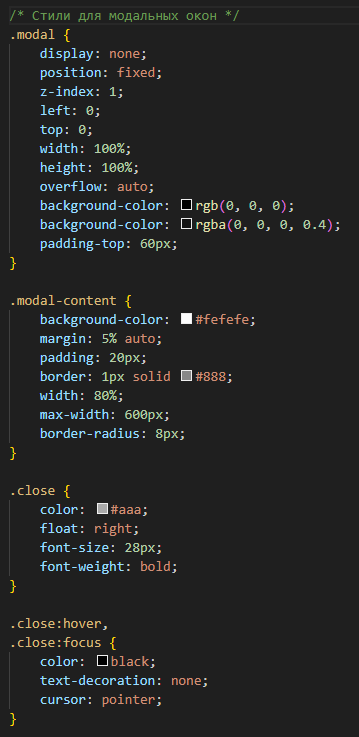 /* Стили для модальных окон */
.modal {
    display: none;
    position: fixed;
    z-index: 1;
    left: 0;
    top: 0;
    width: 100%;
    height: 100%;
    overflow: auto;
    background-color: rgb(0, 0, 0);
    background-color: rgba(0, 0, 0, 0.4);
    padding-top: 60px;
}

.modal-content {
    background-color: #fefefe;
    margin: 5% auto;
    padding: 20px;
    border: 1px solid #888;
    width: 80%;
    max-width: 600px;
    border-radius: 8px;
}

.close {
    color: #aaa;
    float: right;
    font-size: 28px;
    font-weight: bold;
}

.close:hover,
.close:focus {
    color: black;
    text-decoration: none;
    cursor: pointer;
}